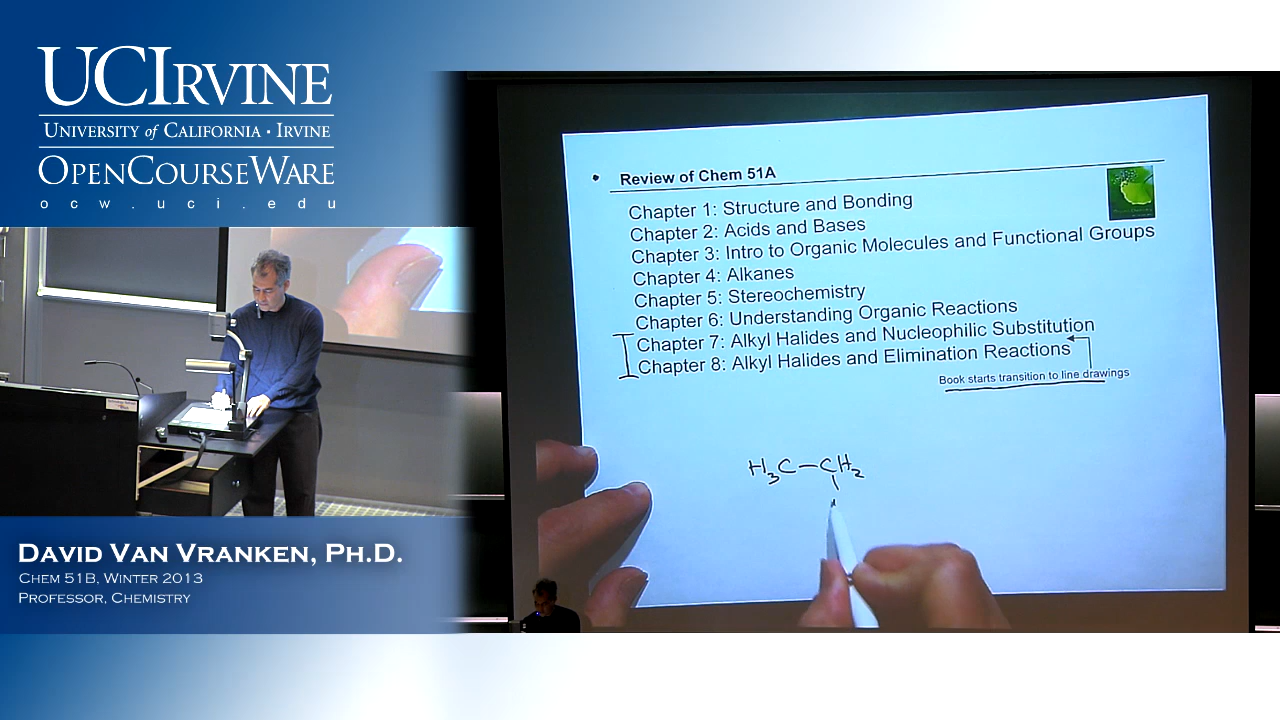 UCIRVINE
UNIVERSITY of CALIFORNIA · IRVINE
OPENCOURSEWARE
ocw.uci.edu
DAVID VAN VRANKEN, PH.D.
CHEM 51B, WINTER 2013
PROFESSOR, CHEMISTRY
• Review of Chem 51A
Chapter 1: Structure and Bonding
Chapter 2: Acids and Bases
Chapter 3: Intro to Organic Molecules and Functional Groups
Chapter 4: Alkanes
Chapter 5: Stereochemistry
Chapter 6: Understanding Organic Reactions
Chapter 7: Alkyl Halides and Nucleophilic Substitution
Chapter 8: Alkyl Halides and Elimination Reactions
Book starts transition to line drawings
H₃C–CH₂